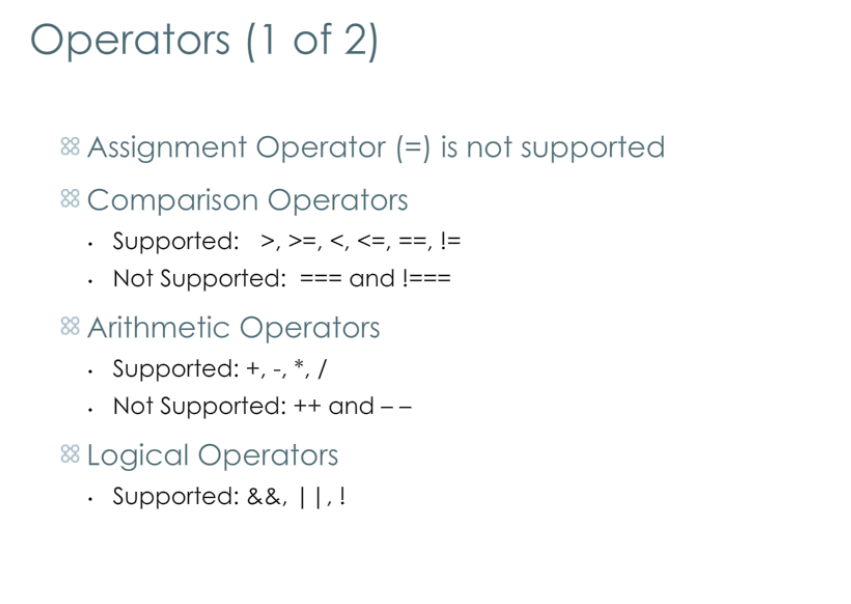 Operators (1 of 2)
Assignment Operator (=) is not supported
Comparison Operators
· Supported: >, >=, <, <=, ==, !=
· Not Supported: === and !===
Arithmetic Operators
· Supported: +, -, *, /
· Not Supported: ++ and – –
Logical Operators
· Supported: &&, ||, !